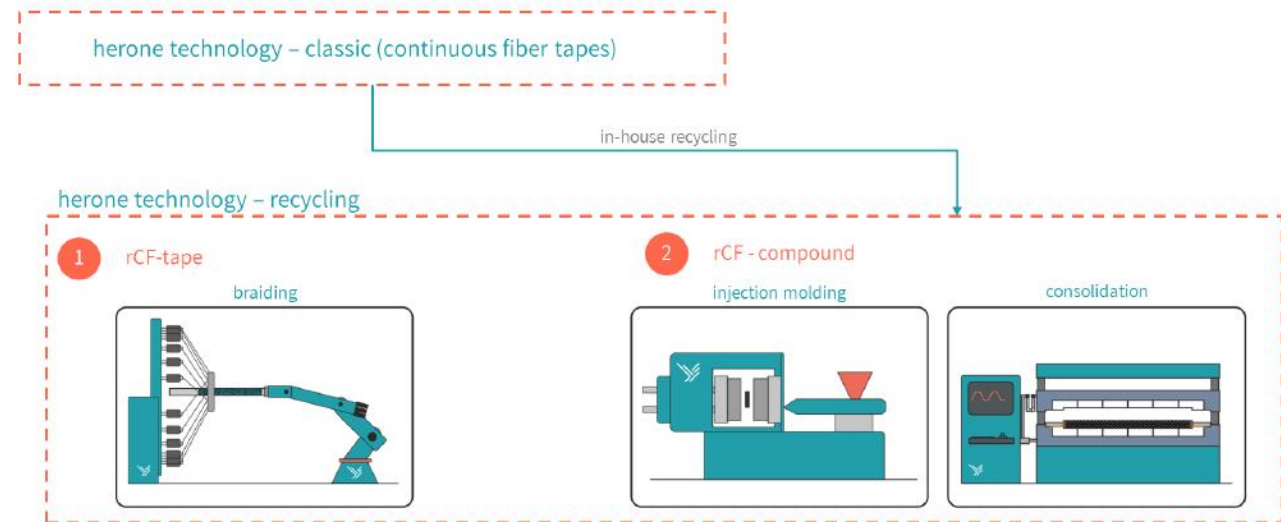 herone technology – classic (continuous fiber tapes)
in-house recycling
herone technology – recycling
1 rCF-tape
2 rCF - compound
braiding
injection molding
consolidation